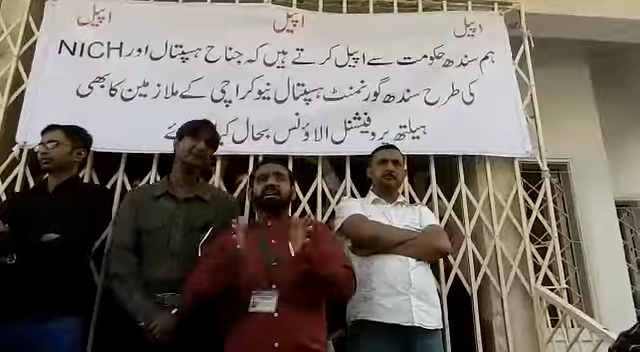 اپیل اپیل اپیل
ہم سندھ حکومت سے اپیل کرتے ہیں کہ جناح ہسپتال اور NICH
کی طرح سندھ گورنمنٹ ہسپتال نیو کراچی کے ملازمین کا بھی
ہیلتھ پروفیشنل الاؤنس بحال کیا جائے